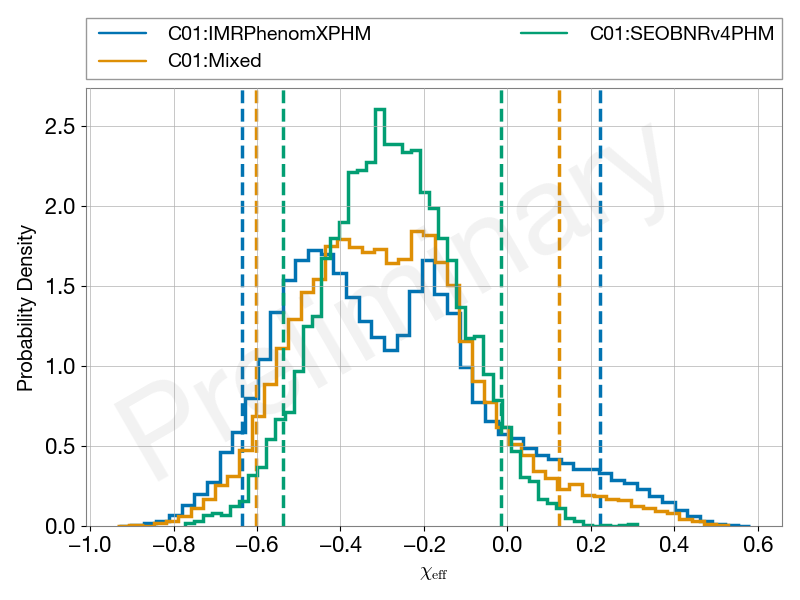 C01:IMRPhenomXPHM
C01:SEOBNRv4PHM
C01:Mixed
Preliminary
Probability Density
2.5
2.0
1.5
1.0
0.5
0.0
−1.0 −0.8 −0.6 −0.4 −0.2 0.0 0.2 0.4 0.6
χeff